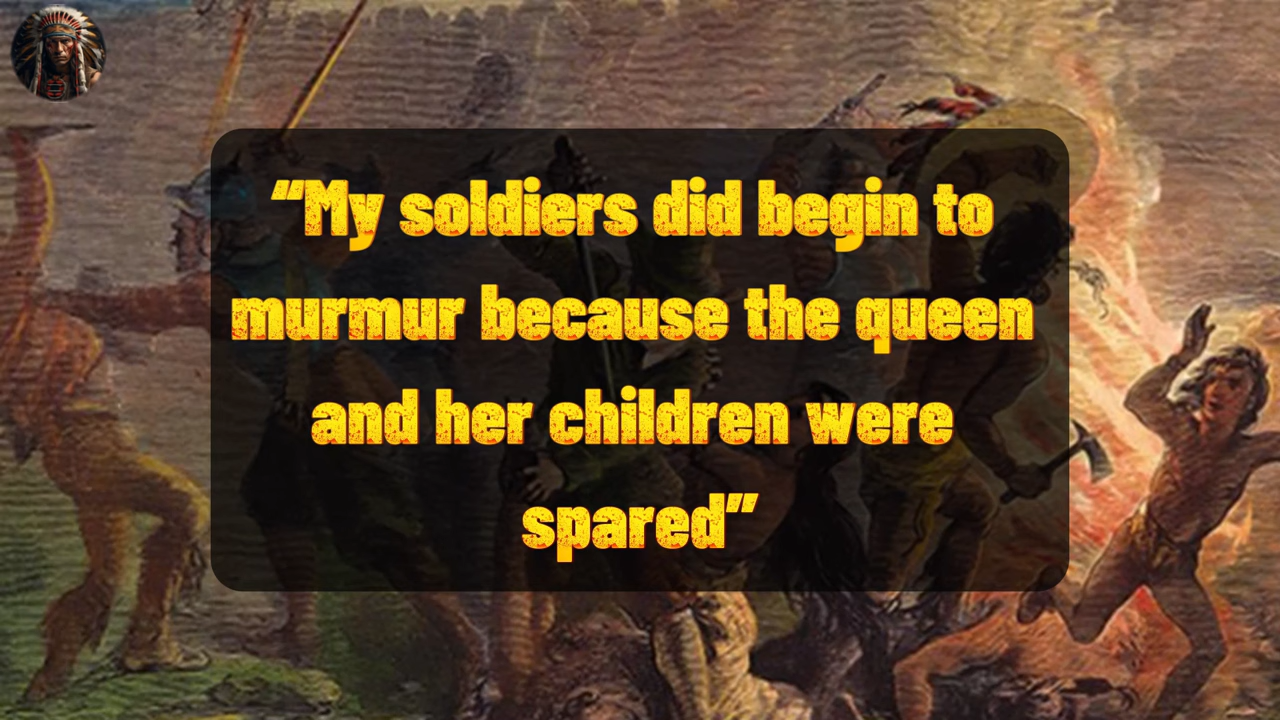 “My soldiers did begin to
murmur because the queen
and her children were
spared”